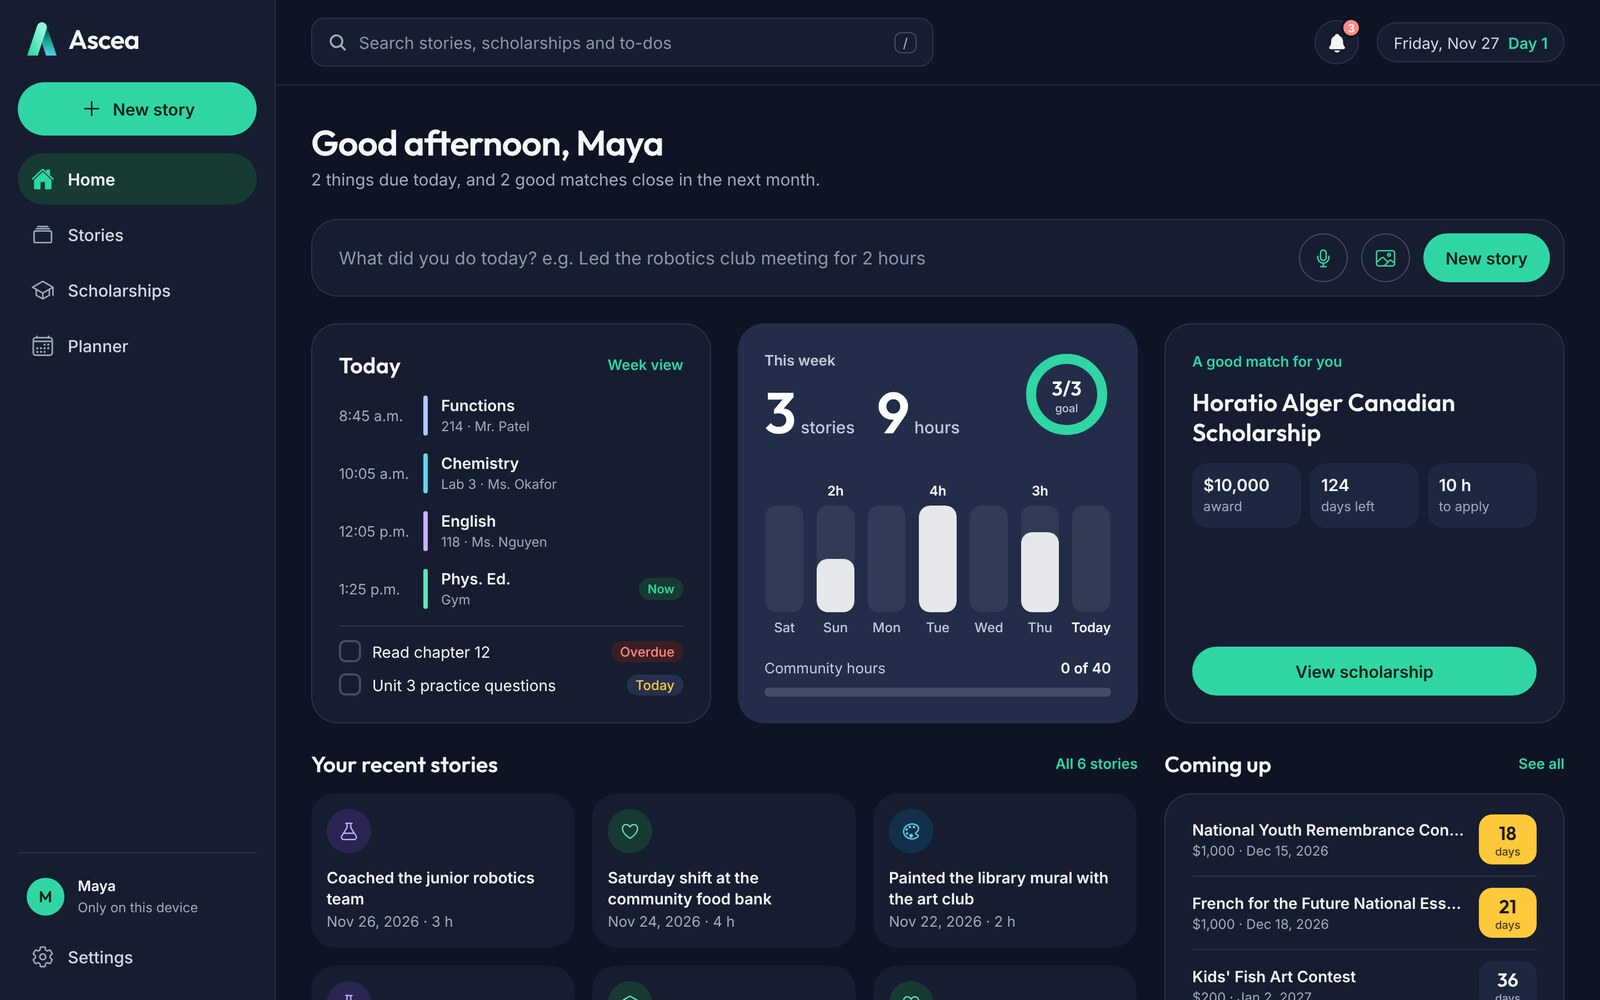 Ascea
Search stories, scholarships and to-dos
/
3
Friday, Nov 27 Day 1
New story
Home
Stories
Scholarships
Planner
Good afternoon, Maya
2 things due today, and 2 good matches close in the next month.
What did you do today? e.g. Led the robotics club meeting for 2 hours
New story
Today
Week view
8:45 a.m.
Functions
214 · Mr. Patel
10:05 a.m.
Chemistry
Lab 3 · Ms. Okafor
12:05 p.m.
English
118 · Ms. Nguyen
1:25 p.m.
Phys. Ed.
Gym
Now
Read chapter 12
Overdue
Unit 3 practice questions
Today
This week
3 stories
9 hours
3/3
goal
2h
4h
3h
Sat
Sun
Mon
Tue
Wed
Thu
Today
Community hours
0 of 40
A good match for you
Horatio Alger Canadian
Scholarship
$10,000
award
124
days left
10 h
to apply
View scholarship
Your recent stories
All 6 stories
Coached the junior robotics
team
Nov 26, 2026 · 3 h
Saturday shift at the
community food bank
Nov 24, 2026 · 4 h
Painted the library mural with
the art club
Nov 22, 2026 · 2 h
Coming up
See all
National Youth Remembrance Con...
$1,000 · Dec 15, 2026
18
days
French for the Future National Ess...
$1,000 · Dec 18, 2026
21
days
Kids' Fish Art Contest
$200 · Jan 2, 2027
36
days
M
Maya
Only on this device
Settings